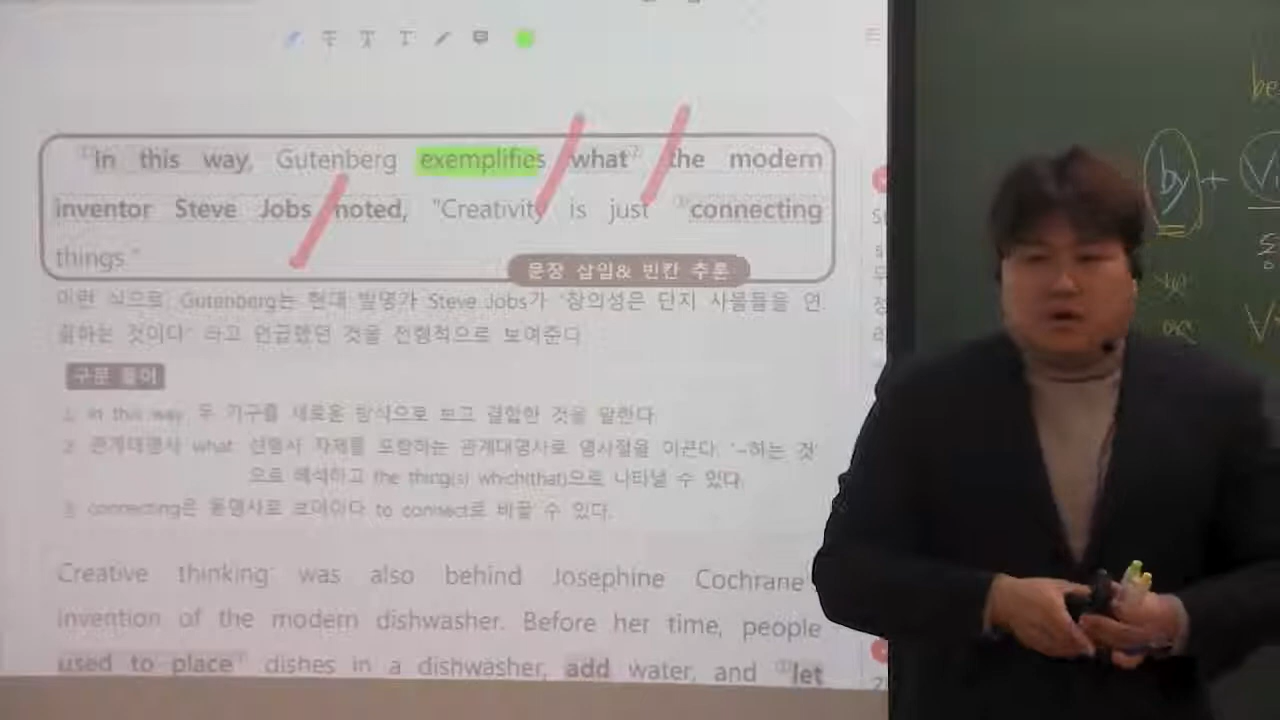 ¹⁾In this way, Gutenberg exemplifies what²⁾ the modern
inventor Steve Jobs noted, "Creativity is just ³⁾connecting
things."
문장 삽입& 빈칸 추론
이런 식으로, Gutenberg는 현대 발명가 Steve Jobs가 "창의성은 단지 사물들을 연
결하는 것이다" 라고 언급했던 것을 전형적으로 보여준다
구문 풀이
1. In this way: 두 기구를 새로운 방식으로 보고 결합한 것을 말한다.
2. 관계대명사 what: 선행사 자체를 포함하는 관계대명사로 명사절을 이끈다. '~하는 것'
으로 해석하고 the thing(s) which(that)으로 나타낼 수 있다.
3. connecting은 동명사로 보어이다 to connect로 바꿀 수 있다.
Creative thinking was also behind Josephine Cochrane
invention of the modern dishwasher. Before her time, people
used to place¹⁾ dishes in a dishwasher, add water, and let
be
by + V
V